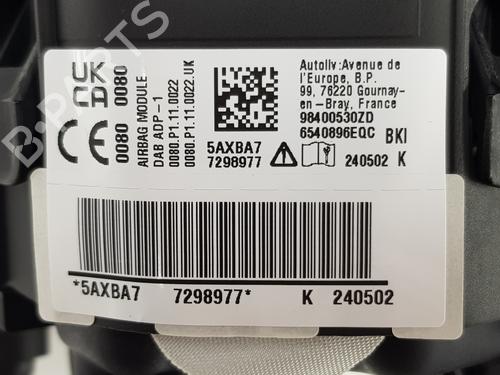 UK
CA
0080
CE
0080
AIRBAG MODULE
DAB ADP-1
0080.P1.11.0022
0080.P1.11.0022.UK
5AXBA7
7298977
Autoliv:Avenue de
l'Europe, B.P.
99, 76220 Gournay-
en-Bray, France
98400530ZD
6540896EQC BKI
240502 K
*5AXBA7 7298977* K 240502
B-PARTS